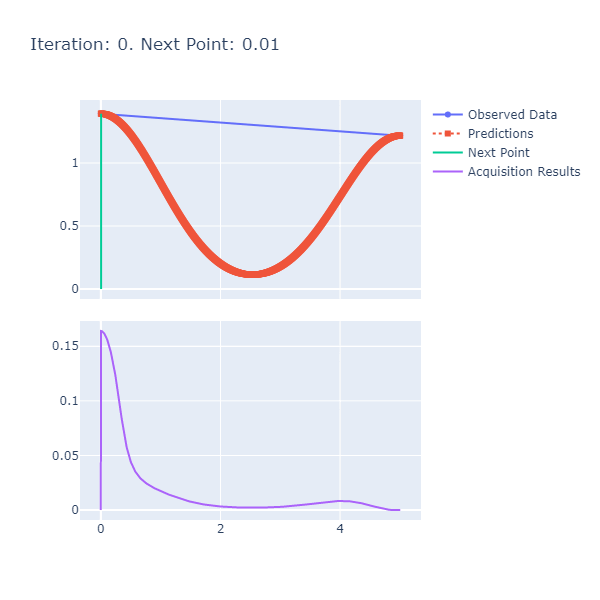 Iteration: 0. Next Point: 0.01
Observed Data
Predictions
Next Point
Acquisition Results
1
0.5
0
0.15
0.1
0.05
0
0 2 4